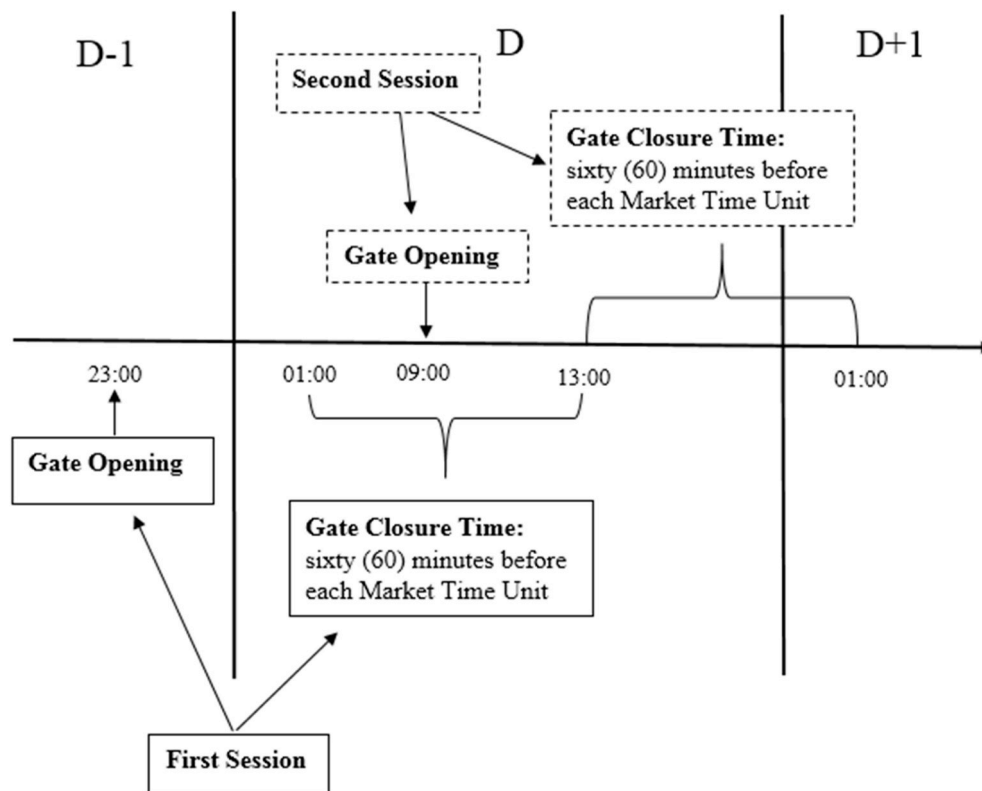 D-1
D
D+1
Second Session
Gate Closure Time:
sixty (60) minutes before
each Market Time Unit
Gate Opening
23:00
01:00
09:00
13:00
01:00
Gate Opening
Gate Closure Time:
sixty (60) minutes before
each Market Time Unit
First Session